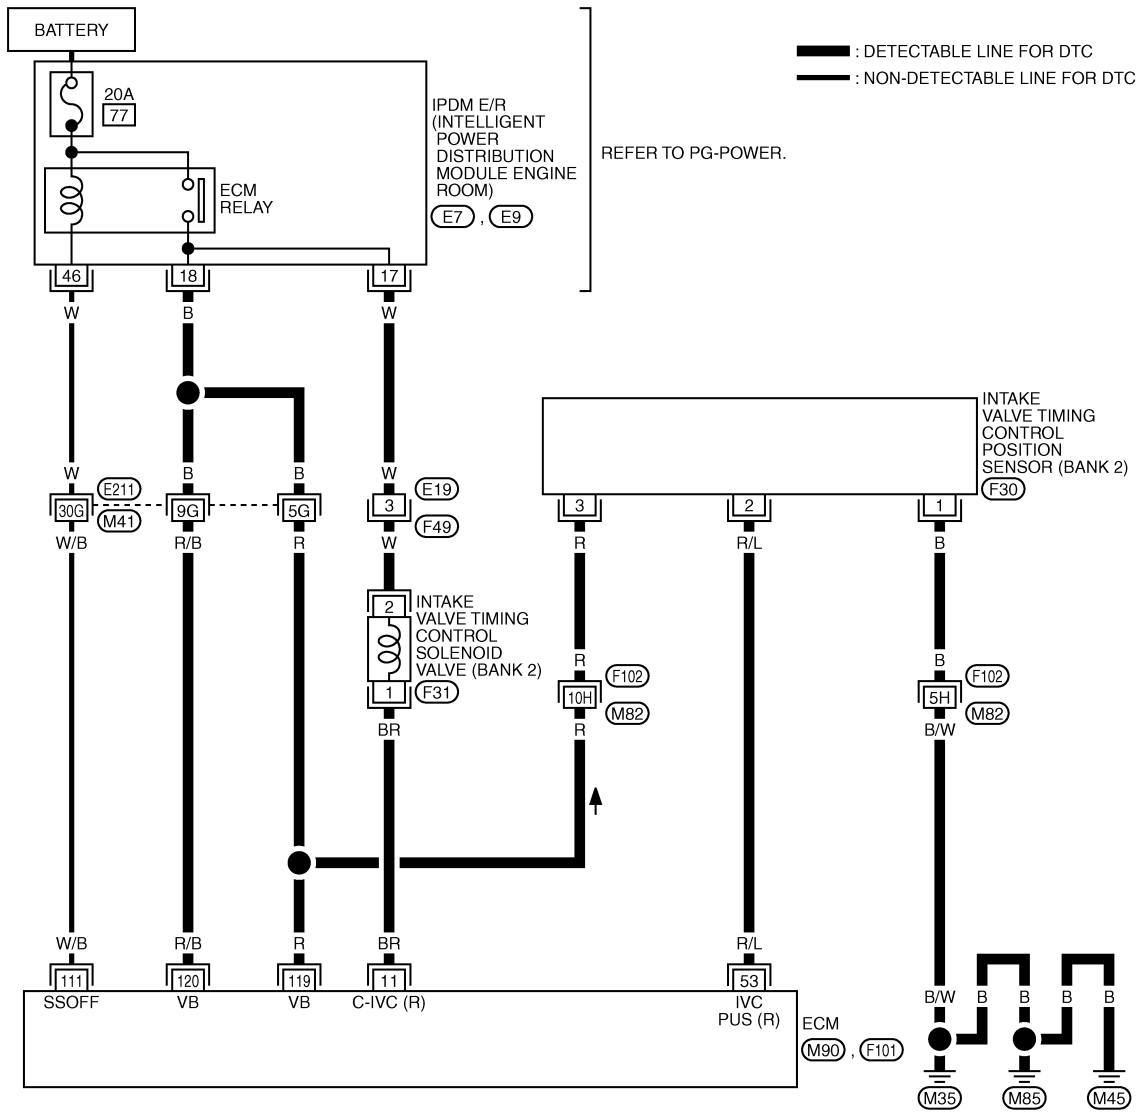 BATTERY
: DETECTABLE LINE FOR DTC
: NON-DETECTABLE LINE FOR DTC
20A
77
IPDM E/R
(INTELLIGENT
POWER
DISTRIBUTION
MODULE ENGINE
ROOM)
E7 , E9
REFER TO PG-POWER.
ECM
RELAY
46 18 17
W B W
INTAKE
VALVE TIMING
CONTROL
POSITION
SENSOR (BANK 2)
F30
W B B W
E211 E19
30G 9G 5G 3
M41 F49
3 2 1
W/B R/B R W
R R/L B
2
INTAKE
VALVE TIMING
CONTROL
SOLENOID
VALVE (BANK 2)
1 F31
R B
F102 F102
10H 5H
M82 M82
BR R B/W
W/B R/B R BR R/L
111 120 119 11 53
SSOFF VB VB C-IVC (R) IVC
PUS (R)
B/W B B B B
ECM
M90 , F101
M35 M85 M45